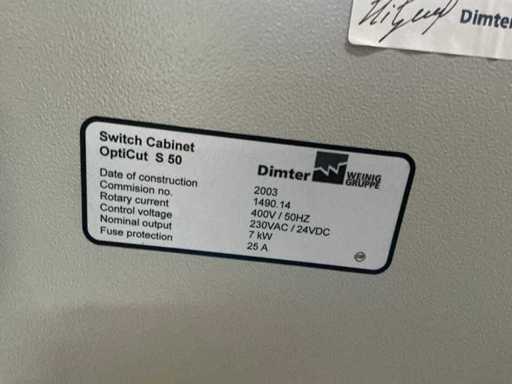 Dimter
Switch Cabinet
OptiCut S 50
Dimter WEINIG
GRUPPE
Date of construction 2003
Commision no. 1490.14
Rotary current 400V / 50HZ
Control voltage 230VAC / 24VDC
Nominal output 7 kW
Fuse protection 25 A